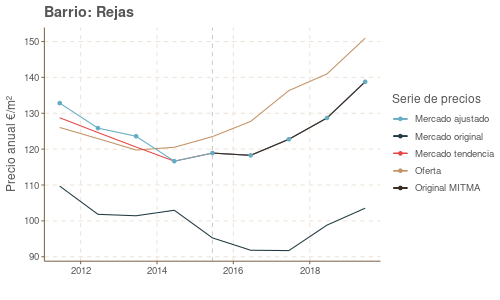 Barrio: Rejas
Precio anual €/m²
150
140
130
120
110
100
90
2012
2014
2016
2018
Serie de precios
Mercado ajustado
Mercado original
Mercado tendencia
Oferta
Original MITMA